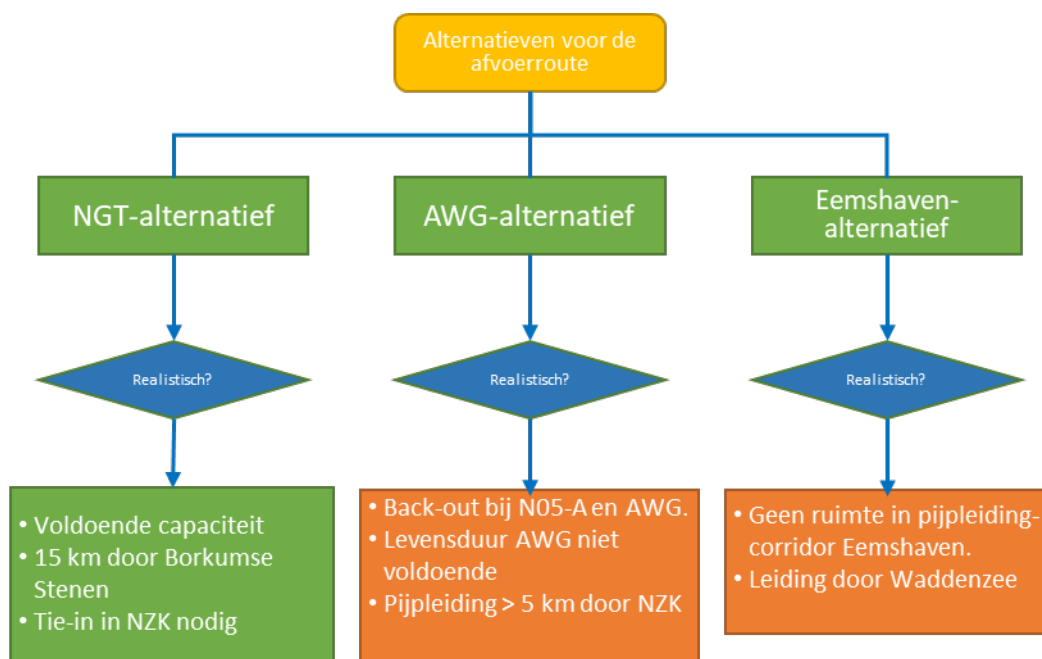 Alternatieven voor de
afvoerroute
NGT-alternatief
AWG-alternatief
Eemshaven-
alternatief
Realistisch?
Realistisch?
Realistisch?
• Voldoende capaciteit
• 15 km door Borkumse
Stenen
• Tie-in in NZK nodig
• Back-out bij N05-A en AWG.
• Levensduur AWG niet
voldoende
• Pijpleiding > 5 km door NZK
• Geen ruimte in pijpleiding-
corridor Eemshaven.
• Leiding door Waddenzee